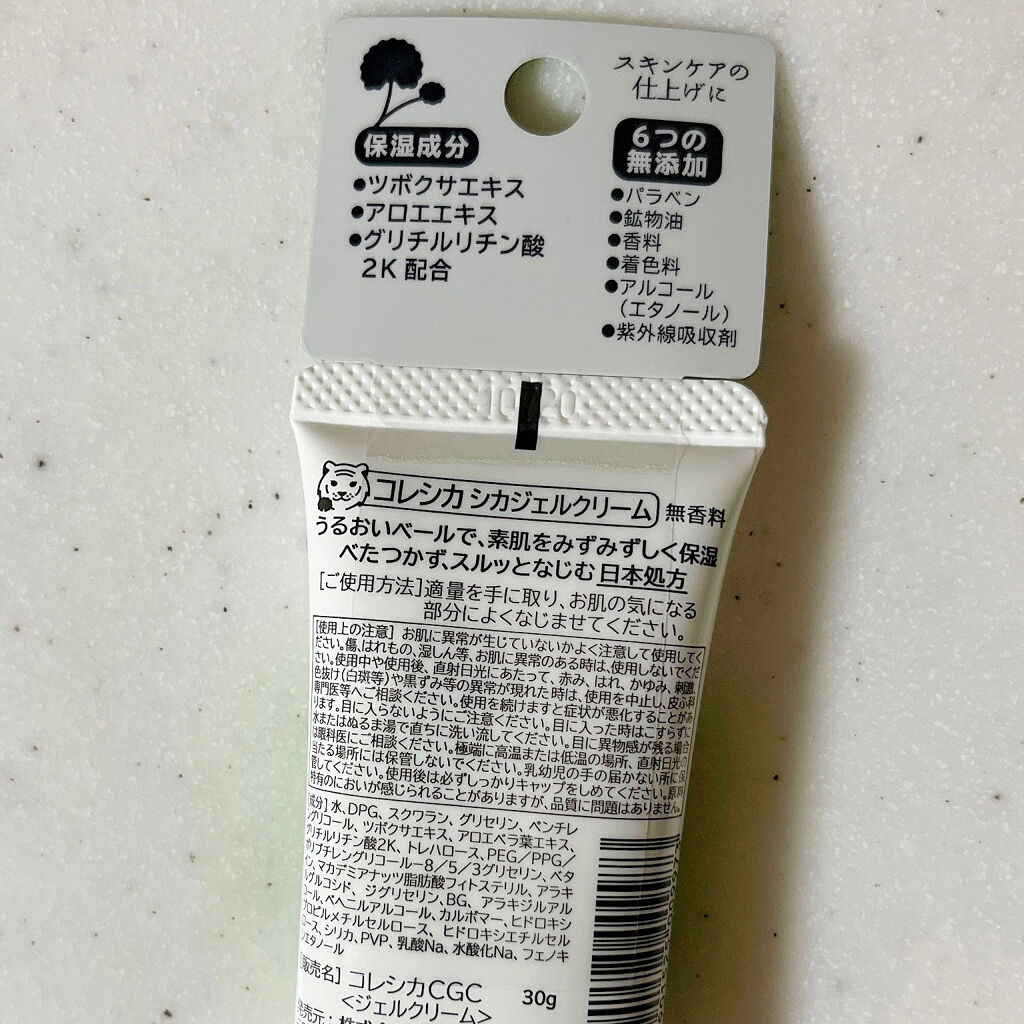 保湿成分
●ツボクサエキス
●アロエエキス
●グリチルリチン酸
2K 配合
スキンケアの
仕上げに
6つの
無添加
●パラベン
●鉱物油
●香料
●着色料
●アルコール
(エタノール)
●紫外線吸収剤
コレシカ シカジェルクリーム 無香料
うるおいベールで、素肌をみずみずしく保湿
べたつかず、スルッとなじむ 日本処方
[ご使用方法]適量を手に取り、お肌の気になる
部分によくなじませてください。
[使用上の注意] お肌に異常が生じていないかよく注意して使用してく
ださい。傷、はれもの、湿しん等、お肌に異常のある時は、使用しないでくだ
さい。使用中や使用後、直射日光にあたって、赤み、はれ、かゆみ、刺激、
色抜け(白斑等)や黒ずみ等の異常が現れた時は、使用を中止し、皮ふ科
専門医等へご相談ください。使用を続けますと症状が悪化することがあ
ります。目に入らないようにご注意ください。目に入った時はこすらずに
水またはぬるま湯で直ちに洗い流してください。目に異物感が残る場合
は眼科医にご相談ください。極端に高温または低温の場所、直射日光の
当たる場所には保管しないでください。乳幼児の手の届かない所に保
管してください。使用後は必ずしっかりキャップをしめてください。原料
特有のにおいが感じられることがありますが、品質に問題はありません。
[成分] 水、DPG、スクワラン、グリセリン、ペンチレ
ングリコール、ツボクサエキス、アロエベラ葉エキス、
グリチルリチン酸2K、トレハロース、PEG/PPG/
ポリブチレングリコールー8/5/3グリセリン、ベタ
イン、マカデミアナッツ脂肪酸フィトステリル、アラキ
ルグルコシド、ジグリセリン、BG、アラキジルアル
コール、ベヘニルアルコール、カルボマー、ヒドロキシ
プロピルメチルセルロース、ヒドロキシエチルセル
ロース、シリカ、PVP、乳酸Na、水酸化Na、フェノキ
シエタノール
[販売名] コレシカCGC 30g
<ジェルクリーム>
発売元: